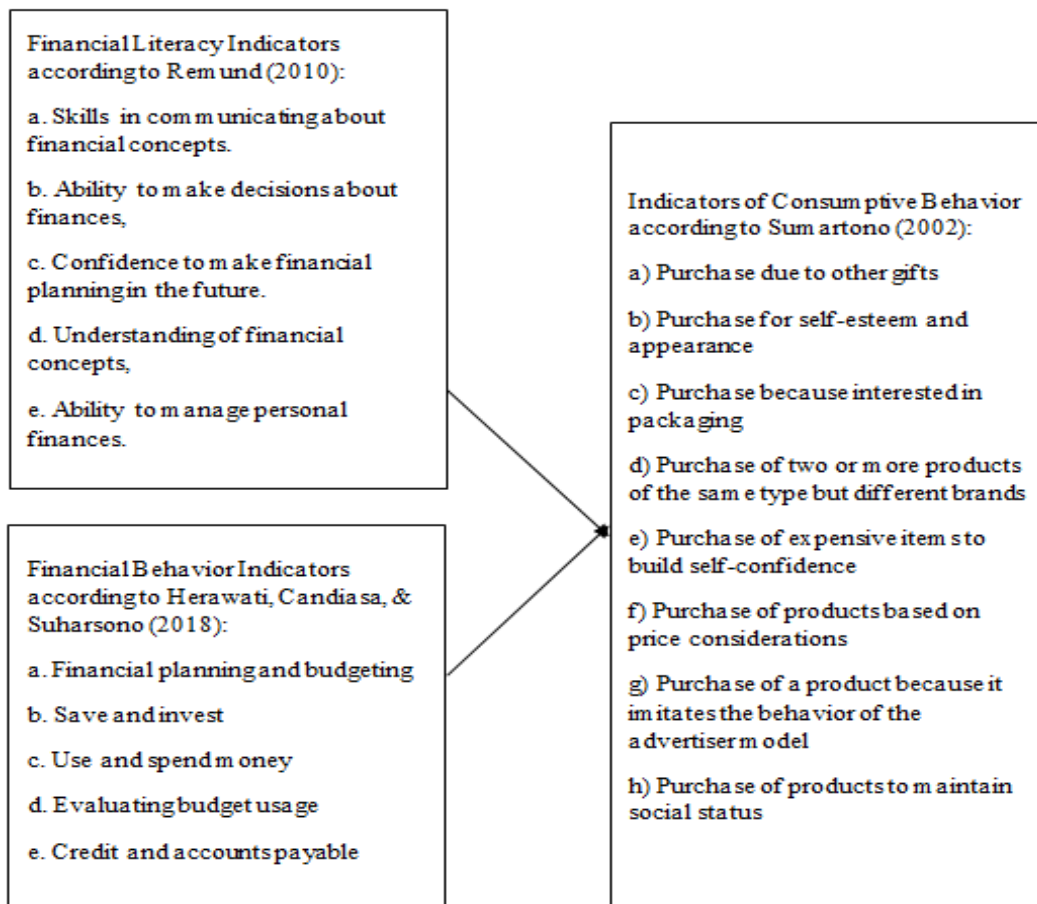 Financial Literacy Indicators
according to Remund (2010):
a. Skills in communicating about
financial concepts.
b. Ability to make decisions about
finances,
c. Confidence to make financial
planning in the future.
d. Understanding of financial
concepts,
e. Ability to manage personal
finances.
Financial Behavior Indicators
according to Herawati, Candiasa, &
Suharsono (2018):
a. Financial planning and budgeting
b. Save and invest
c. Use and spend money
d. Evaluating budget usage
e. Credit and accounts payable
Indicators of Consumptive Behavior
according to Sumartono (2002):
a) Purchase due to other gifts
b) Purchase for self-esteem and
appearance
c) Purchase because interested in
packaging
d) Purchase of two or more products
of the same type but different brands
e) Purchase of expensive items to
build self-confidence
f) Purchase of products based on
price considerations
g) Purchase of a product because it
imitates the behavior of the
advertiser model
h) Purchase of products to maintain
social status